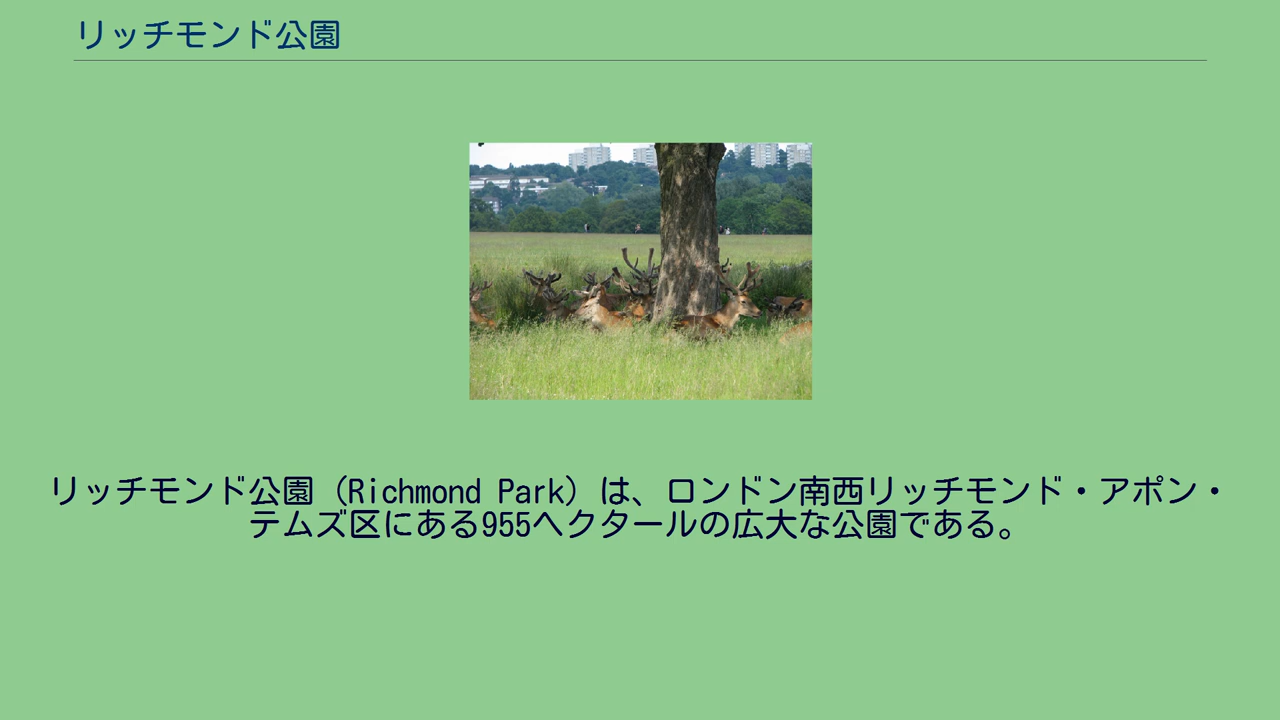 リッチモンド公園
リッチモンド公園（Richmond Park）は、ロンドン南西リッチモンド・アポン・
テムズ区にある955ヘクタールの広大な公園である。